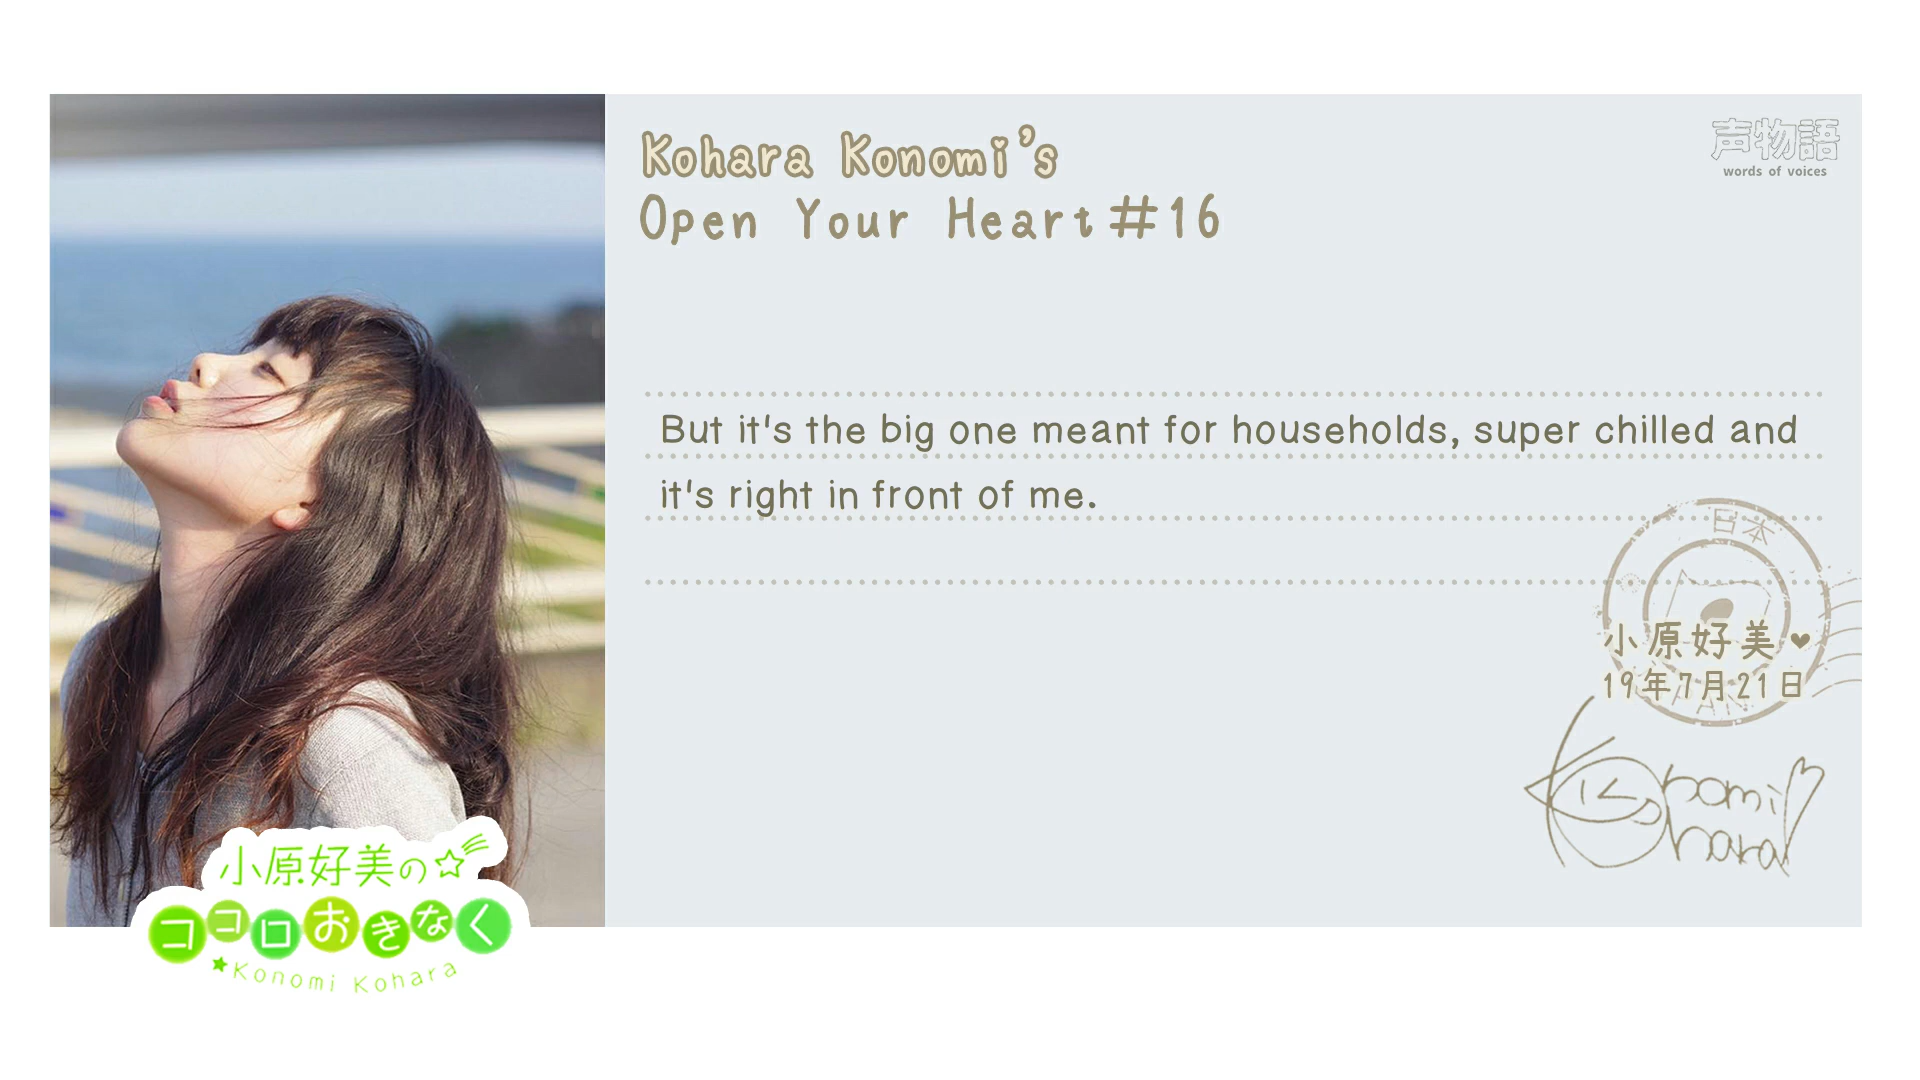 Kohara Konomi's
Open Your Heart#16
声物語
words of voices
But it's the big one meant for households, super chilled and
it's right in front of me.
日本
小原好美❤
19年7月21日
JAPAN
Konomi
Kohara
小原好美の☆
ココロおきなく
★Konomi Kohara